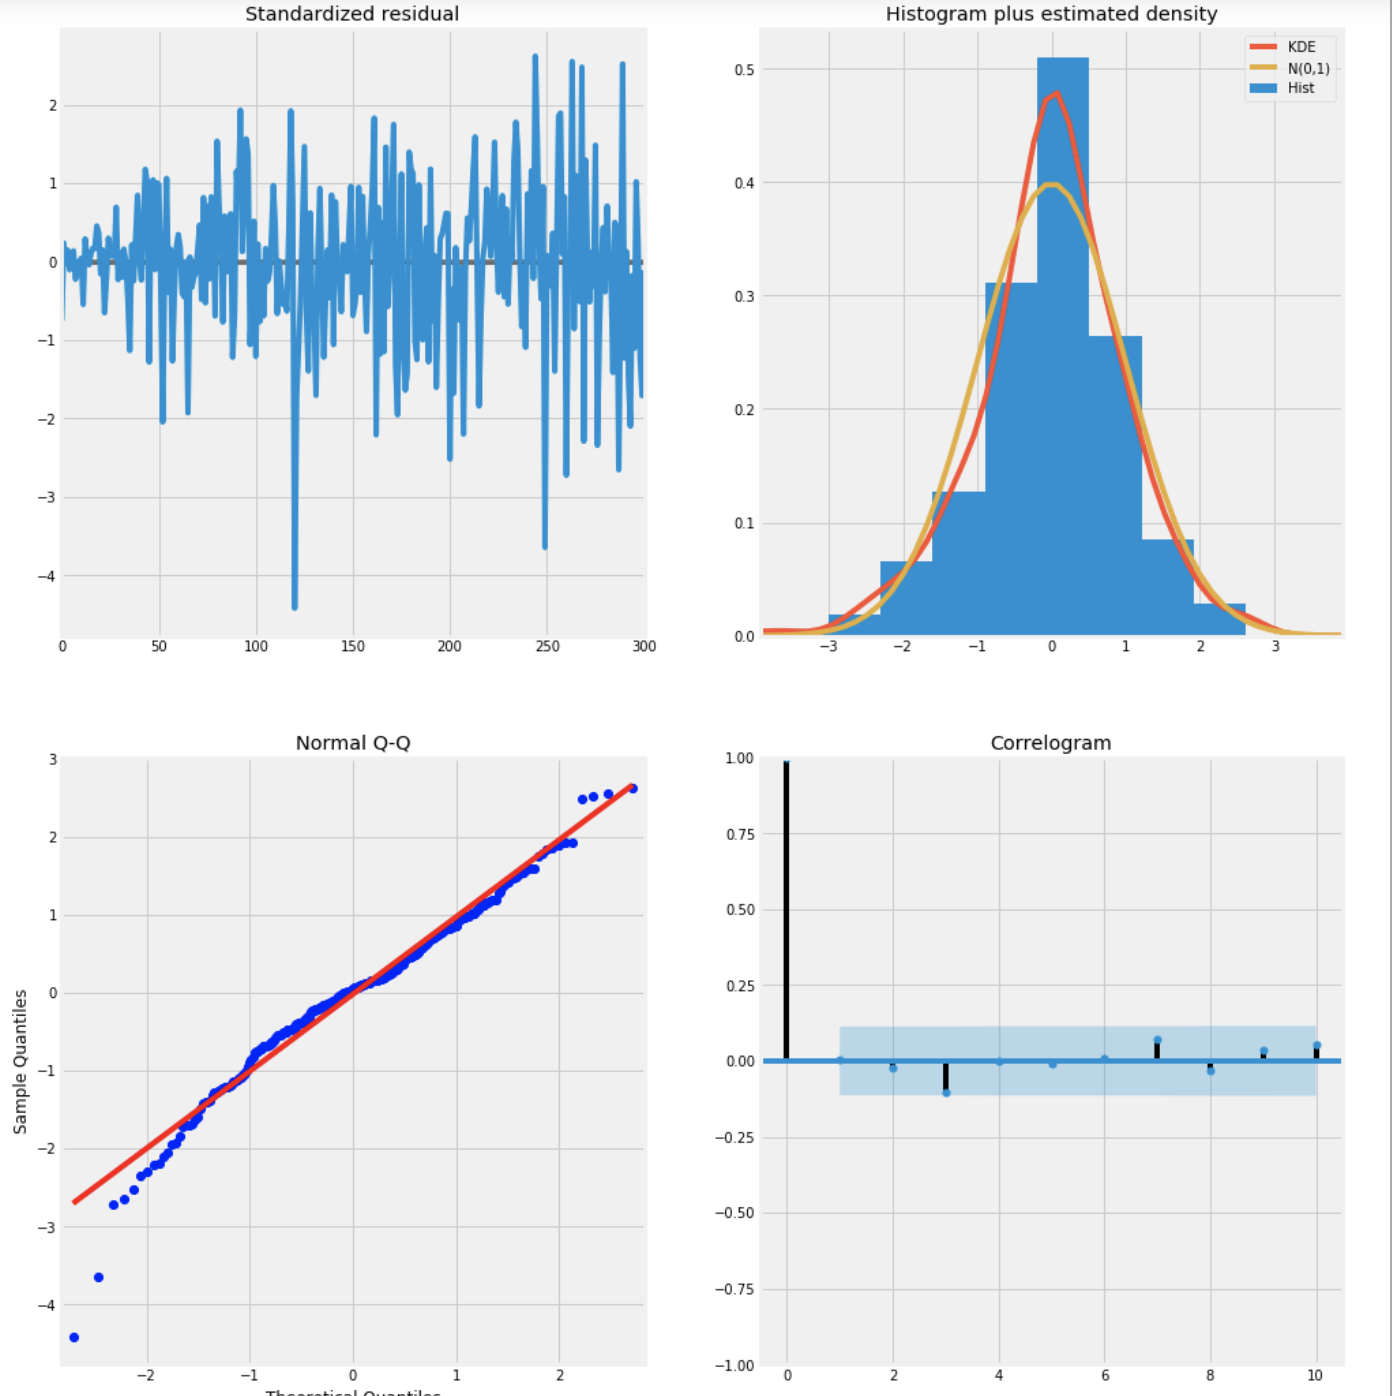 Standardized residual
2
1
0
−1
−2
−3
−4
0 50 100 150 200 250 300
Histogram plus estimated density
KDE
N(0,1)
Hist
0.5
0.4
0.3
0.2
0.1
0.0
−3 −2 −1 0 1 2 3
Normal Q-Q
Sample Quantiles
3
2
1
0
−1
−2
−3
−4
−2 −1 0 1 2
Theoretical Quantiles
Correlogram
1.00
0.75
0.50
0.25
0.00
−0.25
−0.50
−0.75
−1.00
0 2 4 6 8 10